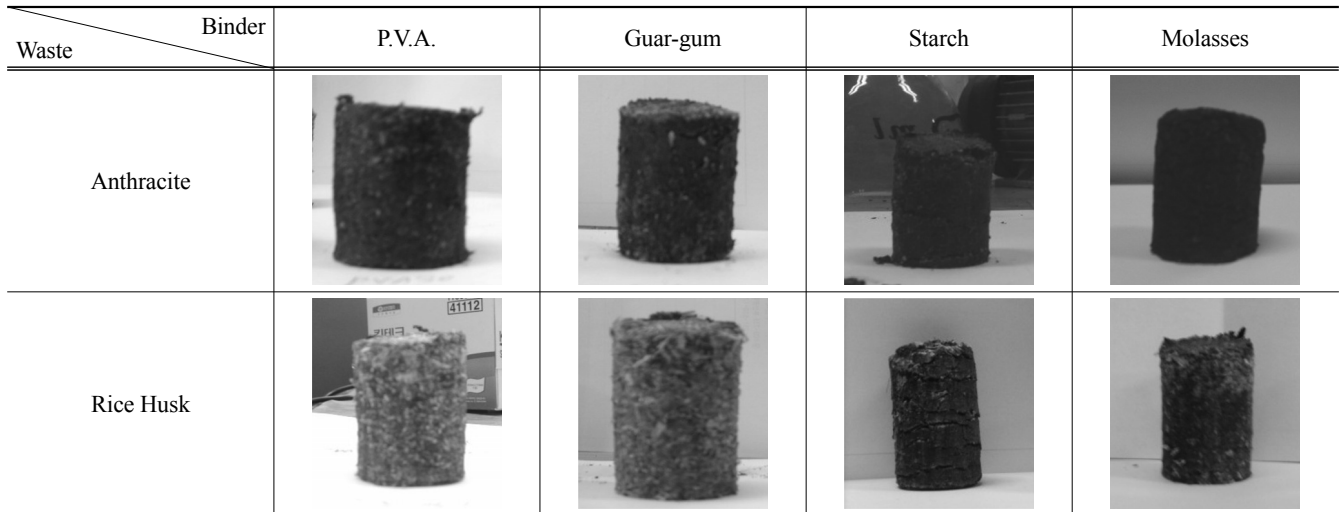 Binder
Waste
P.V.A.
Guar-gum
Starch
Molasses
Anthracite
41112
Rice Husk